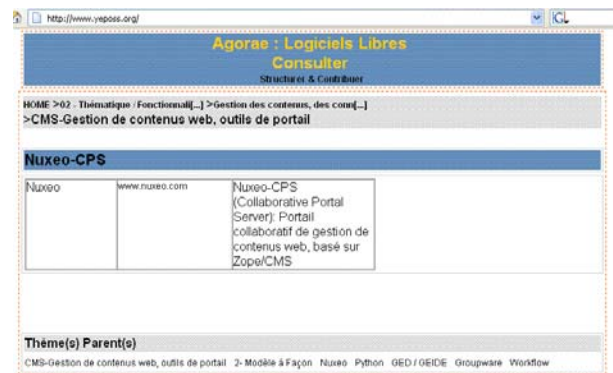 http://www.yeposs.org/
Agorae : Logiciels Libres
Consulter
Structurer & Contribuer
HOME >02 - Thématique / Fonctionnali[...] >Gestion des contenus, des conn[...]
>CMS-Gestion de contenus web, outils de portail
Nuxeo-CPS
Nuxeo
www.nuxeo.com
Nuxeo-CPS
(Collaborative Portal
Server): Portail
collaboratif de gestion de
contenus web, basé sur
Zope/CMS
Thème(s) Parent(s)
CMS-Gestion de contenus web, outils de portail 2- Modèle à Façon Nuxeo Python GED / GEIDE Groupware Workflow